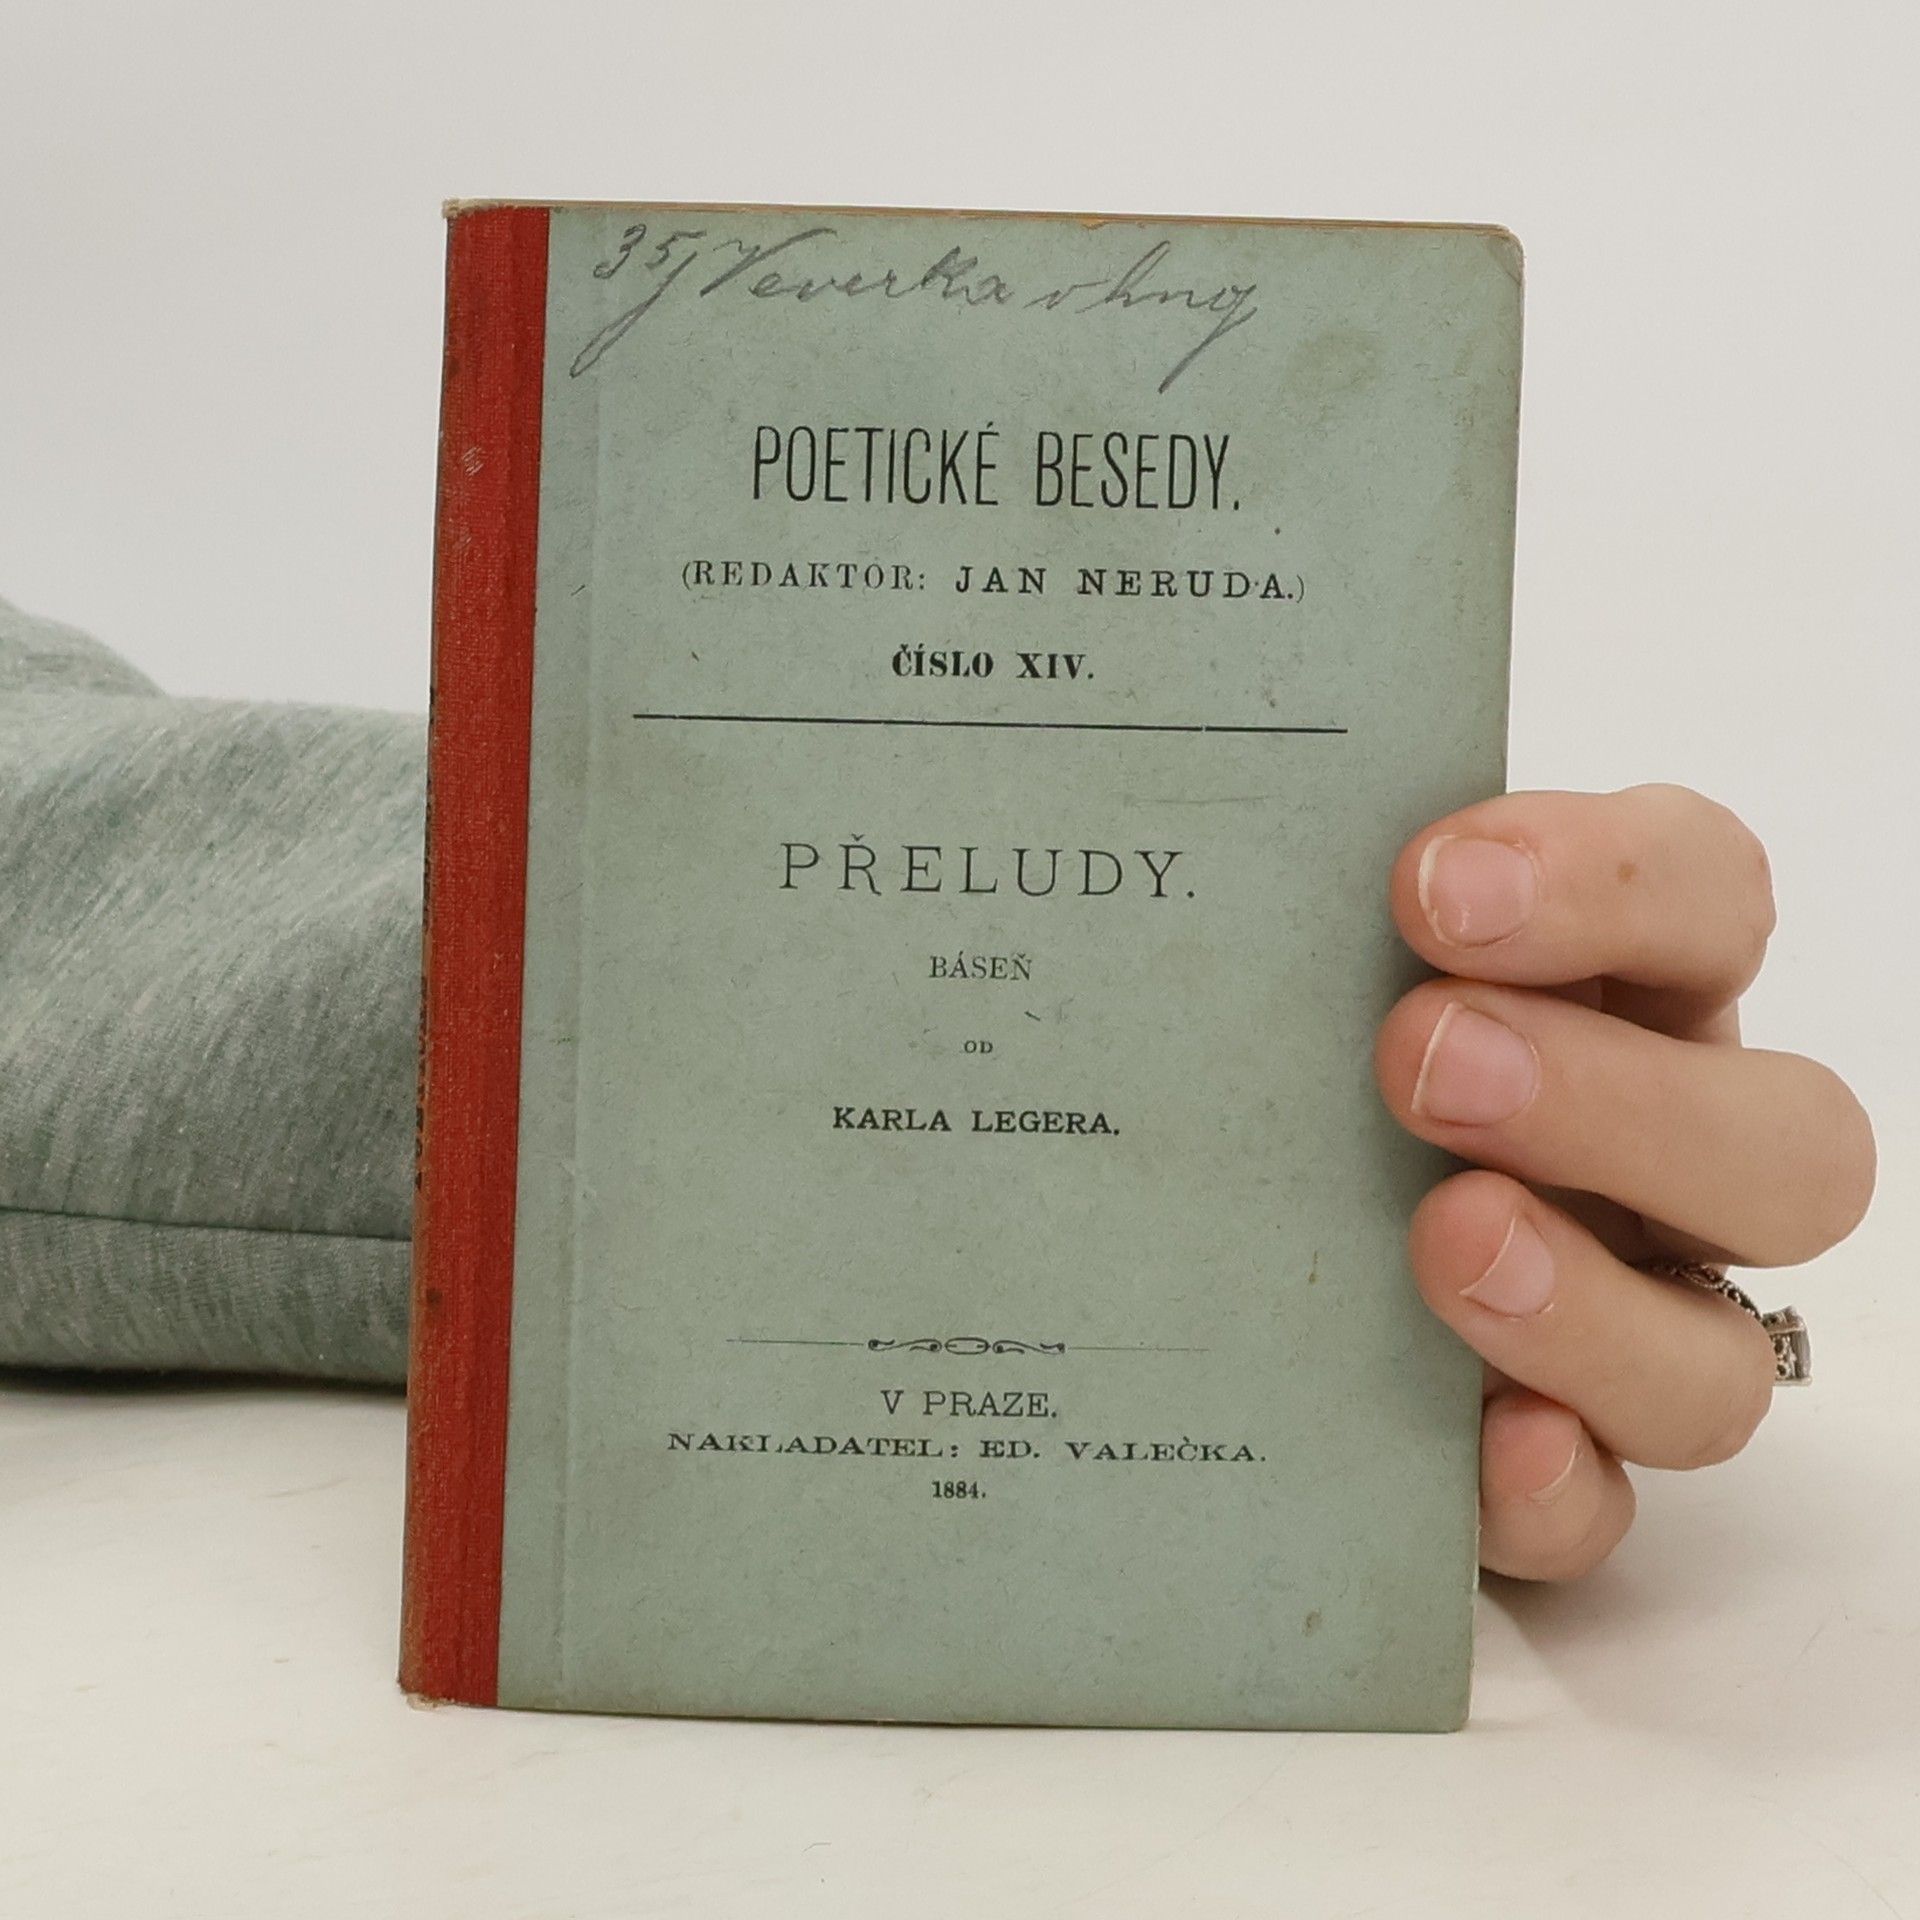 35, Veverka
POETICKÉ BESEDY.
(REDAKTOR: JAN NERUDA.)
ČÍSLO XIV.
PŘELUDY.
BÁSEŇ
OD
KARLA LEGERA.
V PRAZE.
NAKLADATEL: ED. VALEČKA.
1884.